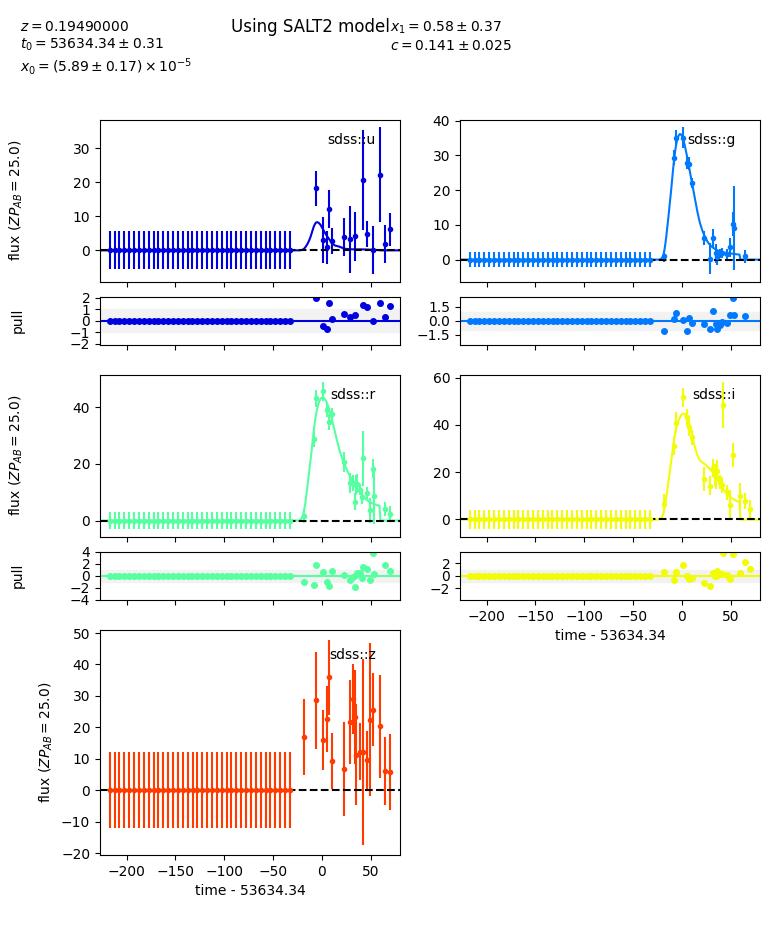 Using SALT2 model
z = 0.19490000
t₀ = 53634.34 ± 0.31
x₀ = (5.89 ± 0.17) × 10⁻⁵
x₁ = 0.58 ± 0.37
c = 0.141 ± 0.025
flux (ZP_AB = 25.0)
sdss::u
30
20
10
0
sdss::g
40
30
20
10
0
pull
2
1
0
−1
−2
1.5
0.0
−1.5
flux (ZP_AB = 25.0)
sdss::r
40
20
0
sdss::i
60
40
20
0
pull
4
2
0
−2
−4
2
0
−2
−200 −150 −100 −50 0 50
time - 53634.34
flux (ZP_AB = 25.0)
sdss::z
50
40
30
20
10
0
−10
−20
−200 −150 −100 −50 0 50
time - 53634.34